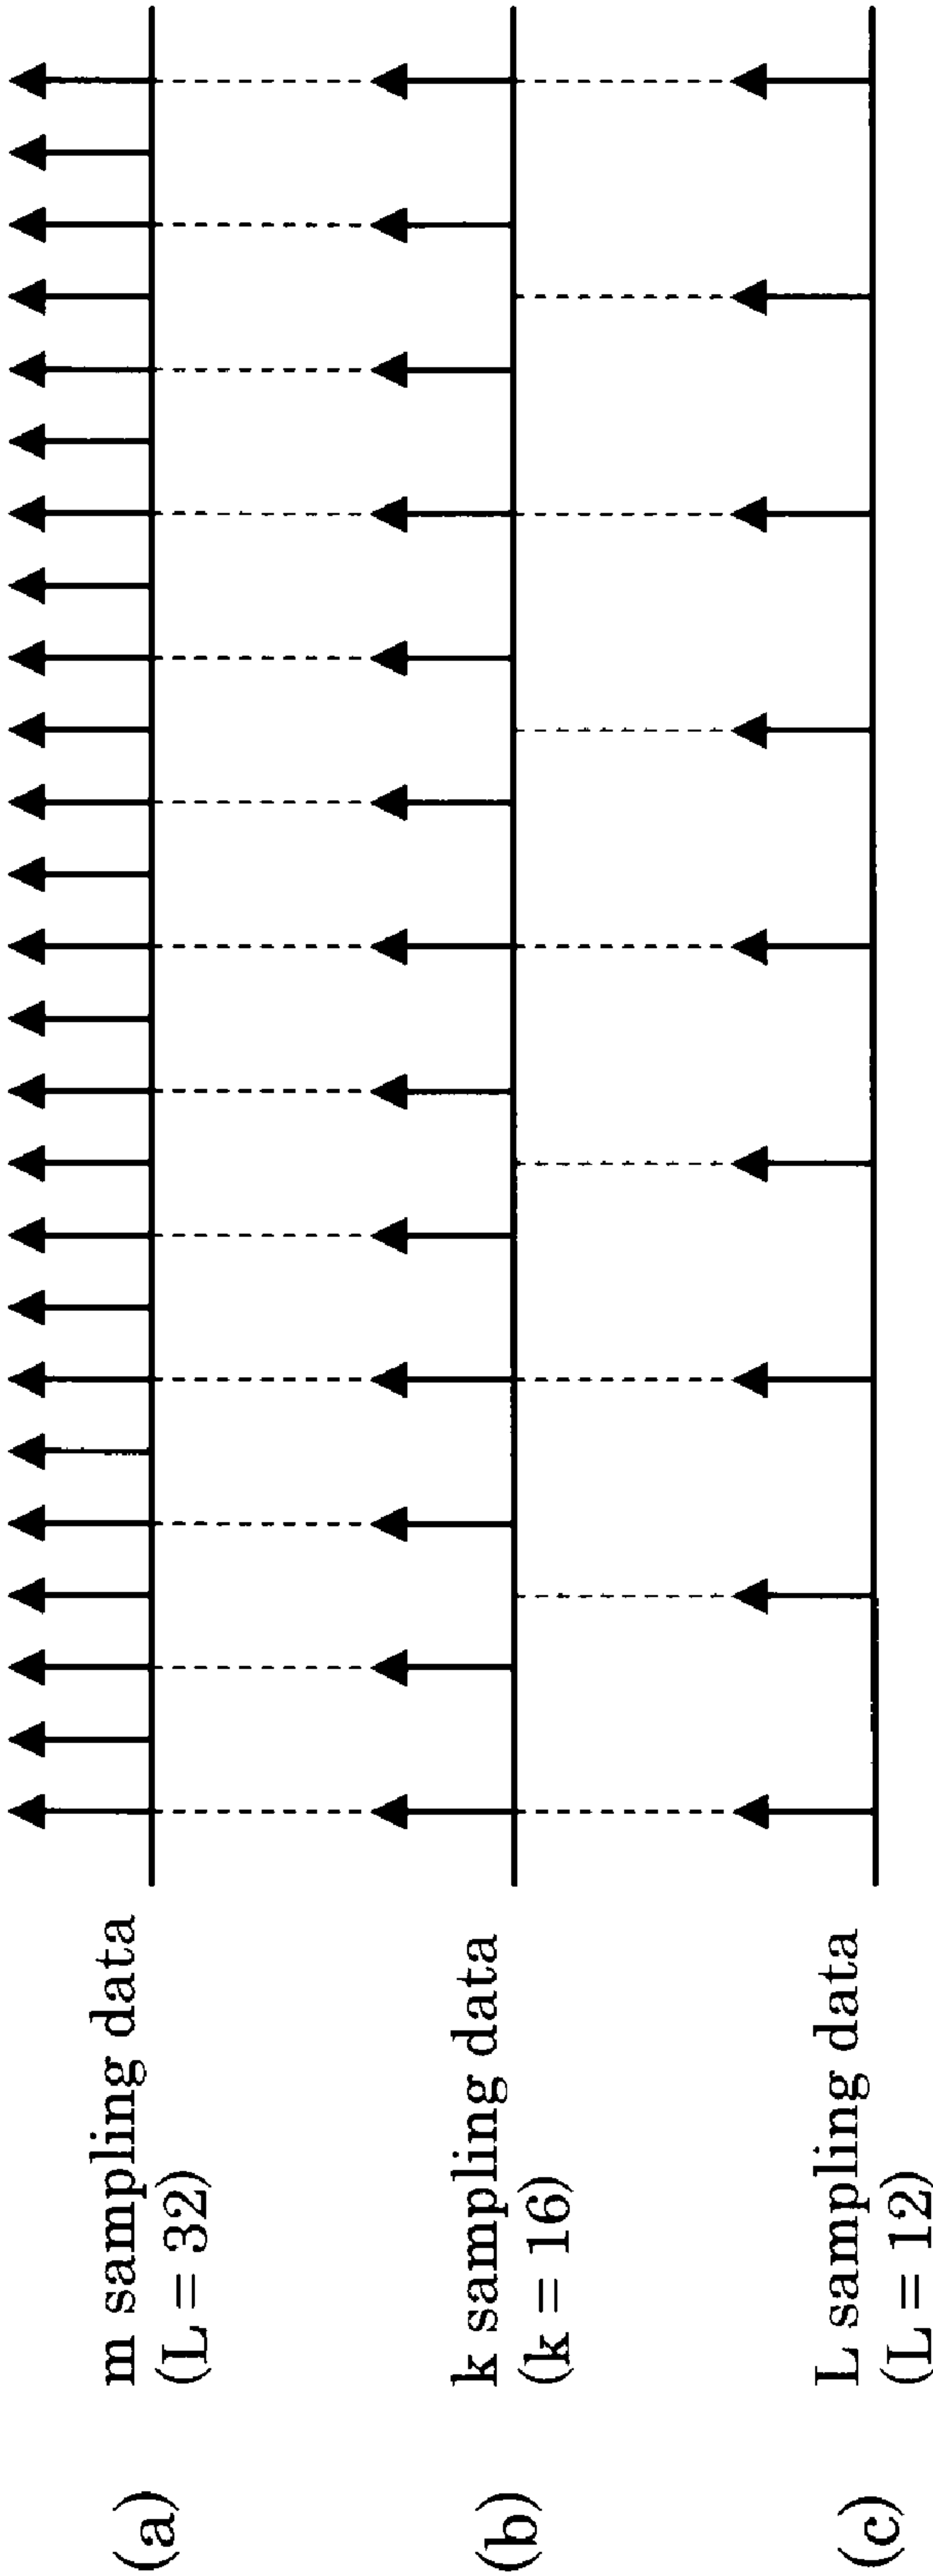 (a) m sampling data
(L = 32)
(b) k sampling data
(k = 16)
(c) L sampling data
(L = 12)